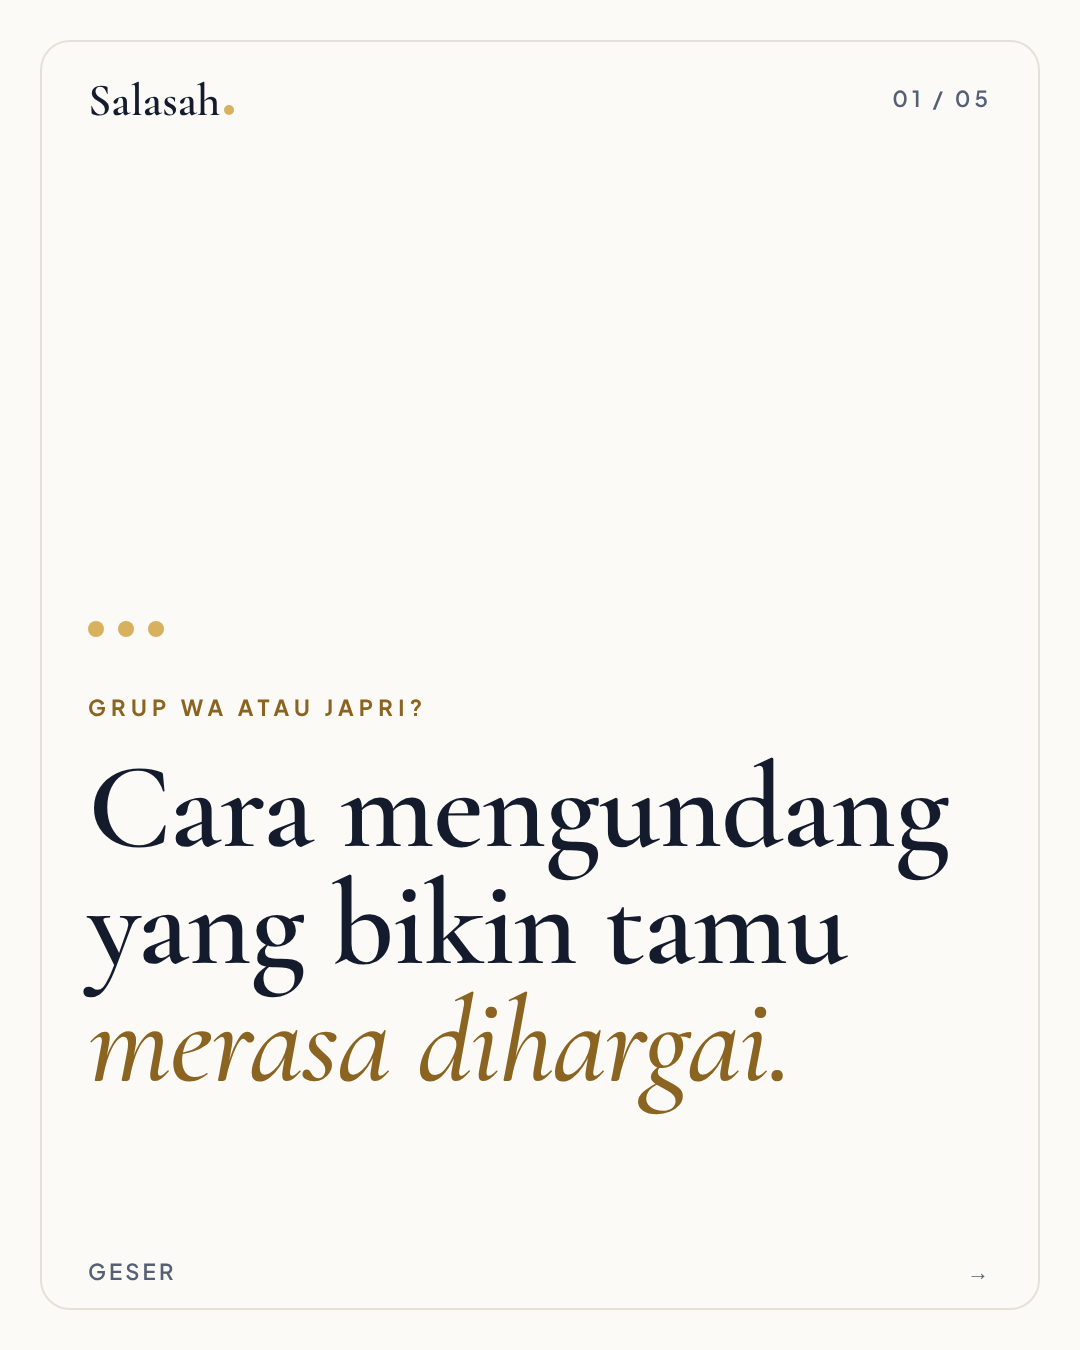 Salasah.
01 / 05
GRUP WA ATAU JAPRI?
Cara mengundang
yang bikin tamu
merasa dihargai.
GESER
→